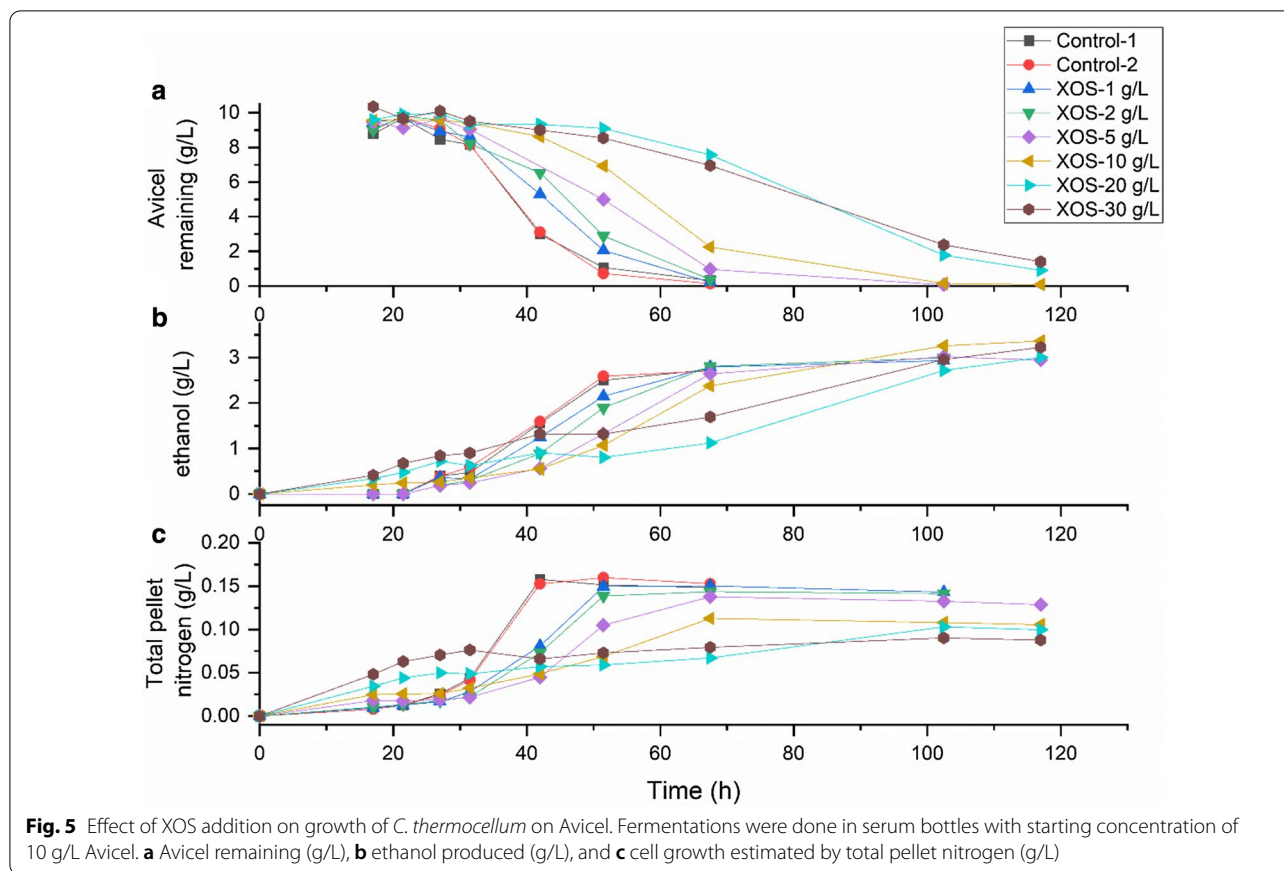 Control-1
Control-2
XOS-1 g/L
XOS-2 g/L
XOS-5 g/L
XOS-10 g/L
XOS-20 g/L
XOS-30 g/L
a
Avicel
remaining (g/L)
10
8
6
4
2
0
0 20 40 60 80 100 120
b
ethanol (g/L)
3
2
1
0
0 20 40 60 80 100 120
c
Total pellet
nitrogen (g/L)
0.20
0.15
0.10
0.05
0.00
0 20 40 60 80 100 120
Time (h)
Fig. 5 Effect of XOS addition on growth of C. thermocellum on Avicel. Fermentations were done in serum bottles with starting concentration of
10 g/L Avicel. a Avicel remaining (g/L), b ethanol produced (g/L), and c cell growth estimated by total pellet nitrogen (g/L)